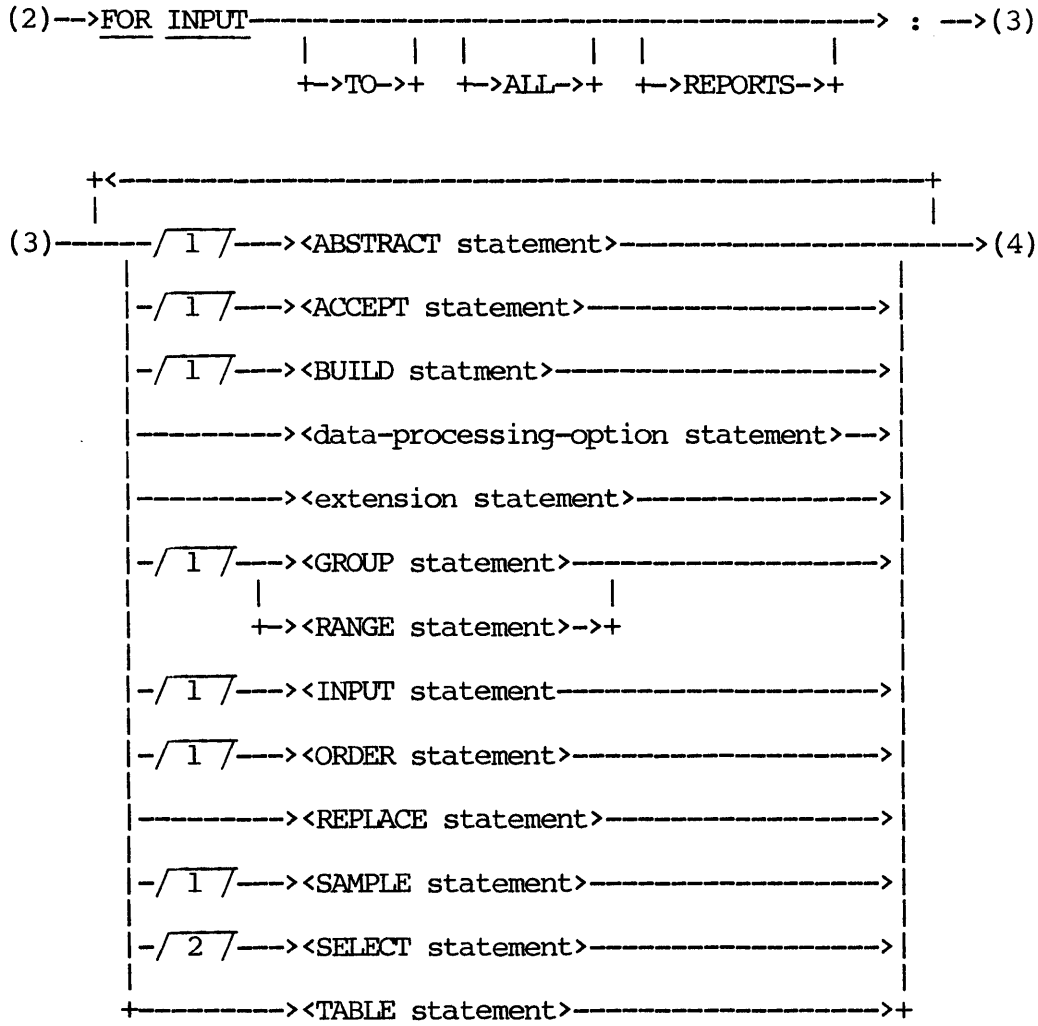 (2)-->FOR INPUT--------------------------------------> : -->(3)
| | | | | |
+->TO->+ +->ALL->+ +->REPORTS->+
+<---------------------------------------------------+
| |
(3)------/ 1 /--><ABSTRACT statement>---------------------->(4)
-/ 1 /---><ACCEPT statement>------------------>
-/ 1 /---><BUILD statment>-------------------->
---------><data-processing-option statement>-->
---------><extension statement>--------------->
-/ 1 /---><GROUP statement>------------------->
| |
+-><RANGE statement>->+
-/ 1 /---><INPUT statement-------------------->
-/ 1 /---><ORDER statement>------------------->
---------><REPLACE statement>----------------->
-/ 1 /---><SAMPLE statement>------------------>
-/ 2 /---><SELECT statement>------------------>
+---------><TABLE statement>------------------->+